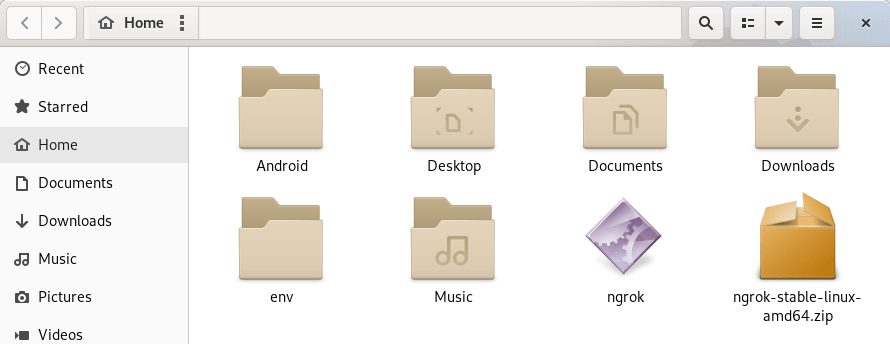 Home
Recent
Starred
Home
Documents
Downloads
Music
Pictures
Videos
Android
Desktop
Documents
Downloads
env
Music
ngrok
ngrok-stable-linux-
amd64.zip